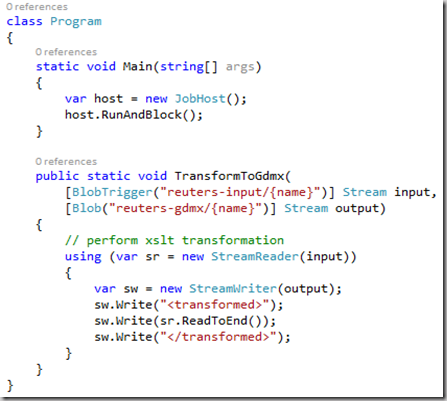 0 references
class Program
{
0 references
static void Main(string[] args)
{
var host = new JobHost();
host.RunAndBlock();
}
0 references
public static void TransformToGdmx(
[BlobTrigger("reuters-input/{name}")] Stream input,
[Blob("reuters-gdmx/{name}")] Stream output)
{
// perform xslt transformation
using (var sr = new StreamReader(input))
{
var sw = new StreamWriter(output);
sw.Write("<transformed>");
sw.Write(sr.ReadToEnd());
sw.Write("</transformed>");
}
}
}